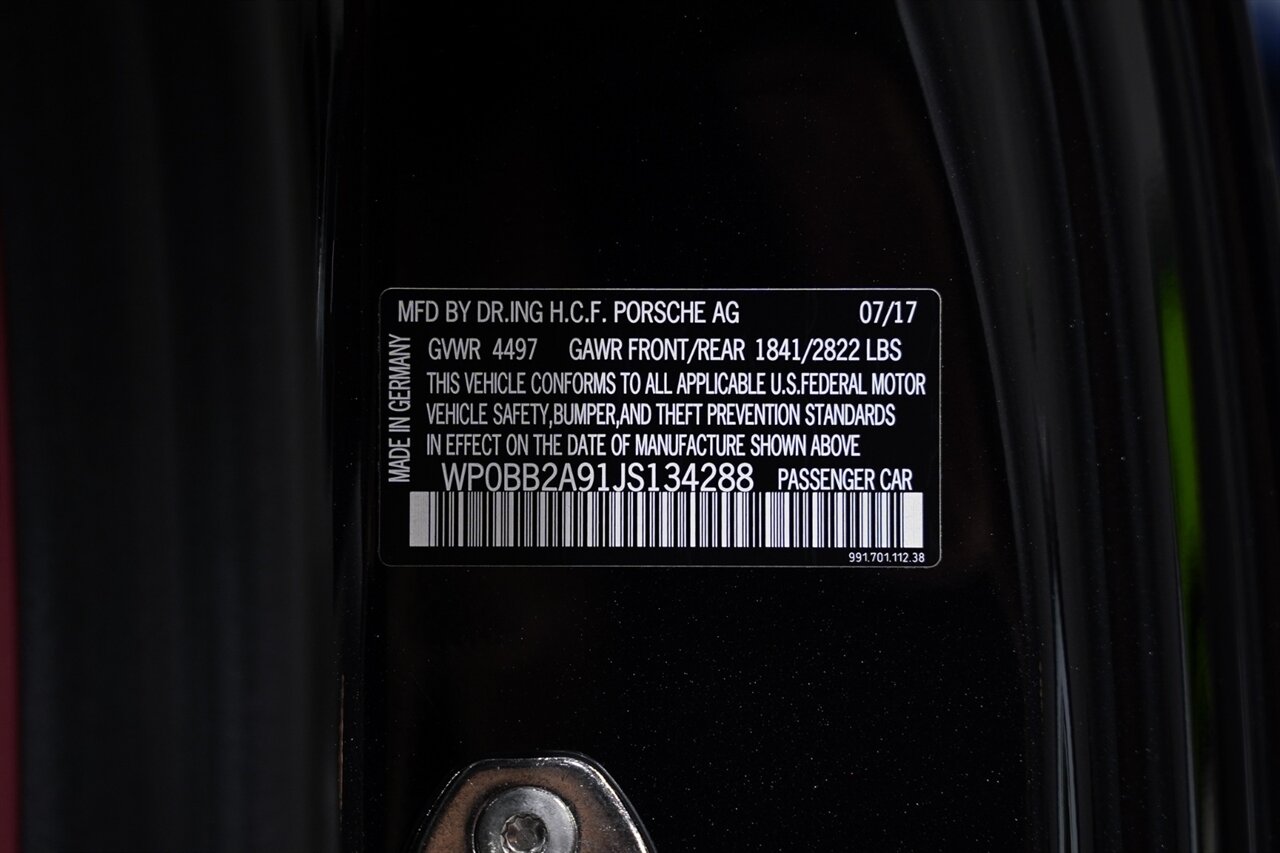 MFD BY DR.ING H.C.F. PORSCHE AG 07/17
MADE IN GERMANY
GVWR 4497 GAWR FRONT/REAR 1841/2822 LBS
THIS VEHICLE CONFORMS TO ALL APPLICABLE U.S.FEDERAL MOTOR
VEHICLE SAFETY,BUMPER,AND THEFT PREVENTION STANDARDS
IN EFFECT ON THE DATE OF MANUFACTURE SHOWN ABOVE
WP0BB2A91JS134288 PASSENGER CAR
991.701.112.38